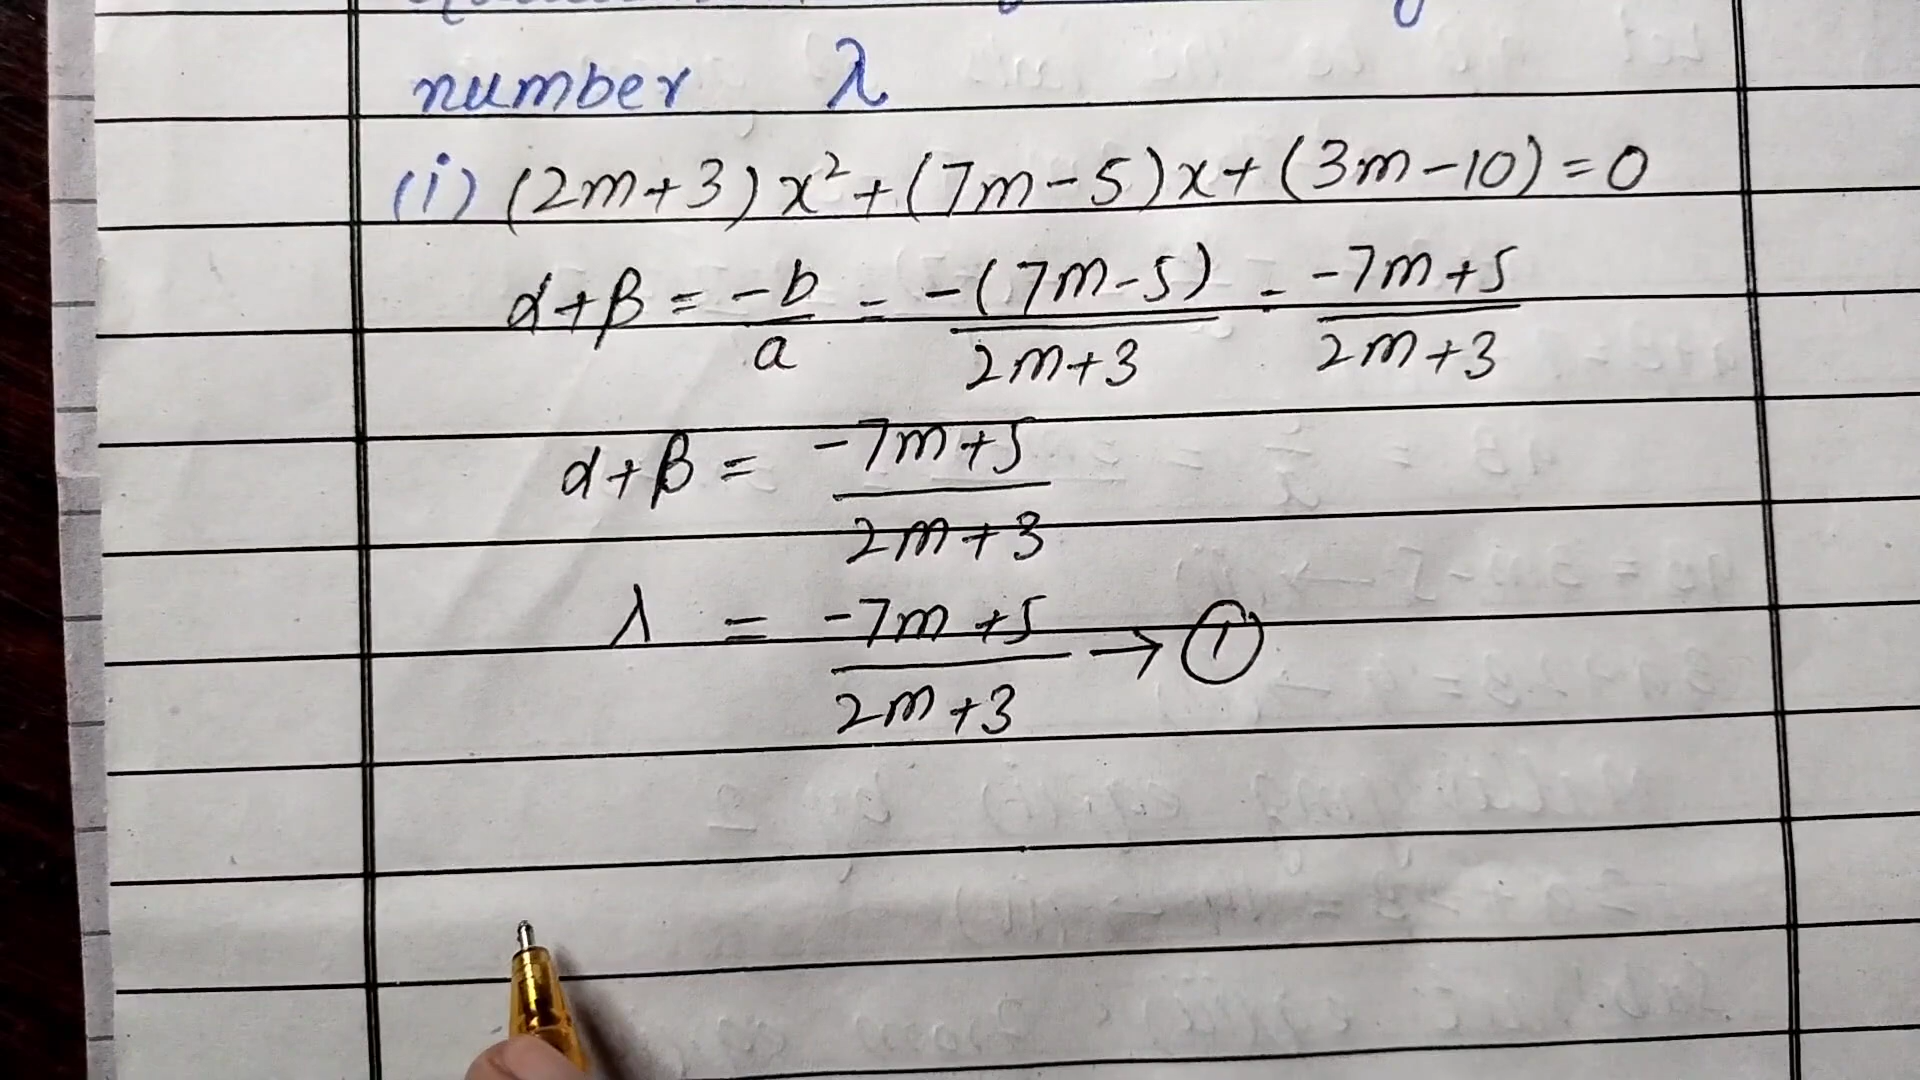 number λ
(i) (2m+3)x²+(7m-5)x+(3m-10)=0
α+β = -b/a = -(7m-5)/2m+3 = -7m+5/2m+3
α+β = -7m+5/2m+3
λ = -7m+5/2m+3 → ①